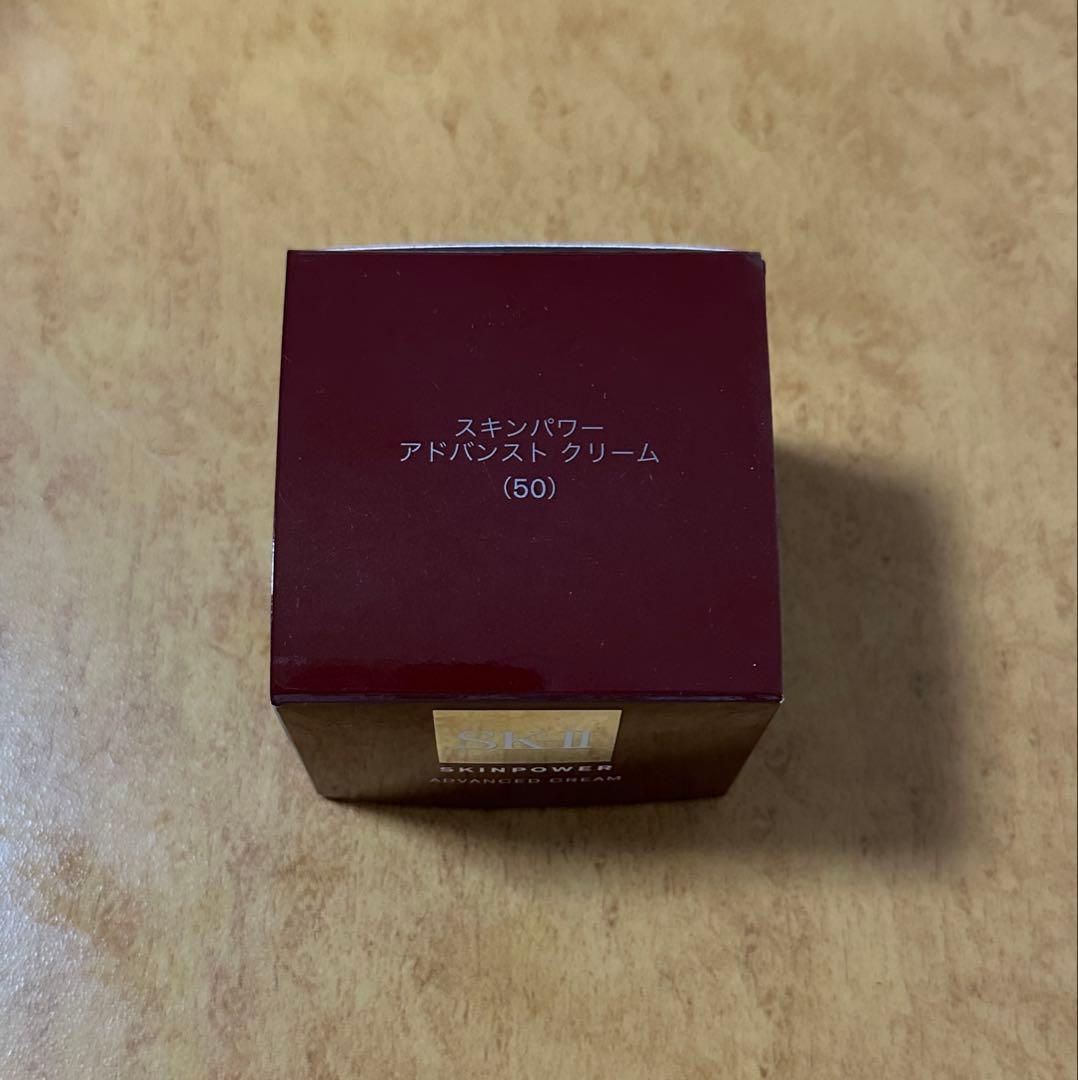 スキンパワー
アドバンスト クリーム
(50)
SK-II
SKINPOWER
ADVANCED CREAM